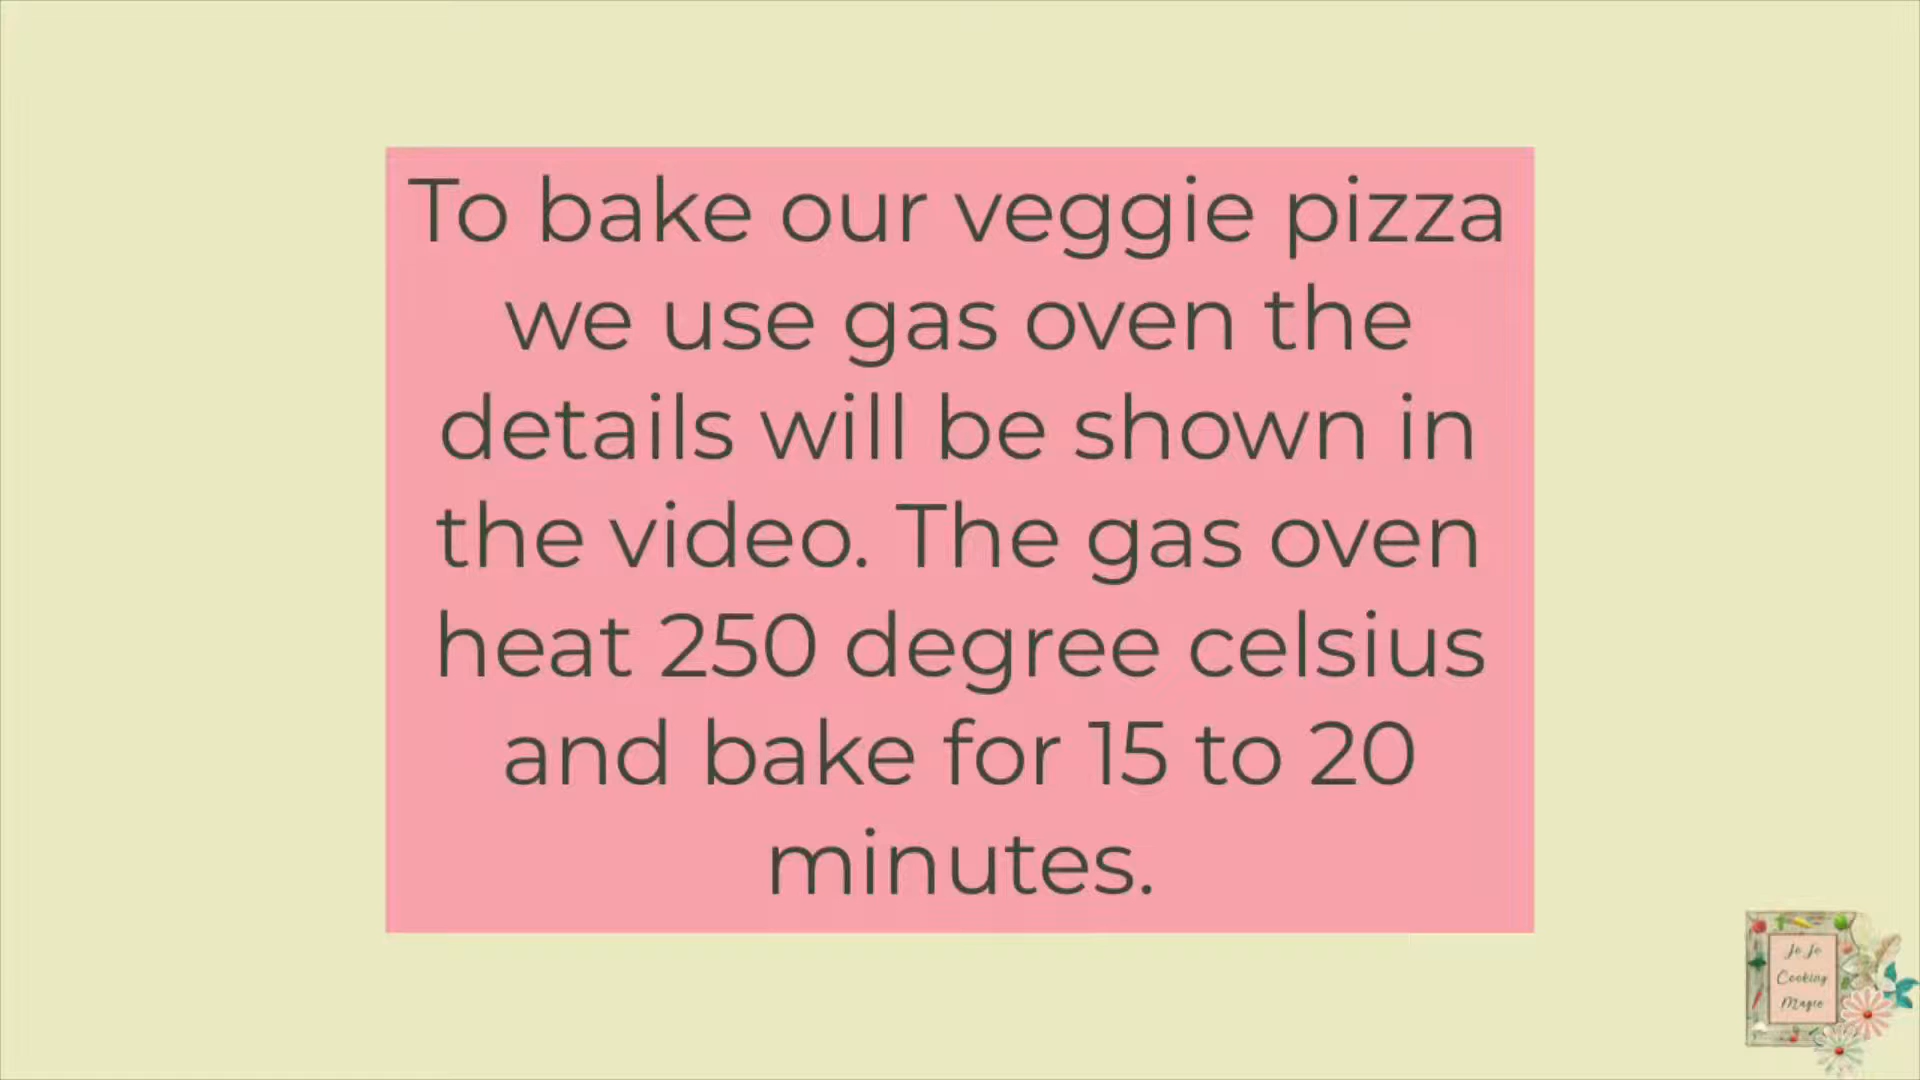 To bake our veggie pizza
we use gas oven the
details will be shown in
the video. The gas oven
heat 250 degree celsius
and bake for 15 to 20
minutes.
Jo Jo
Cooking
Magic